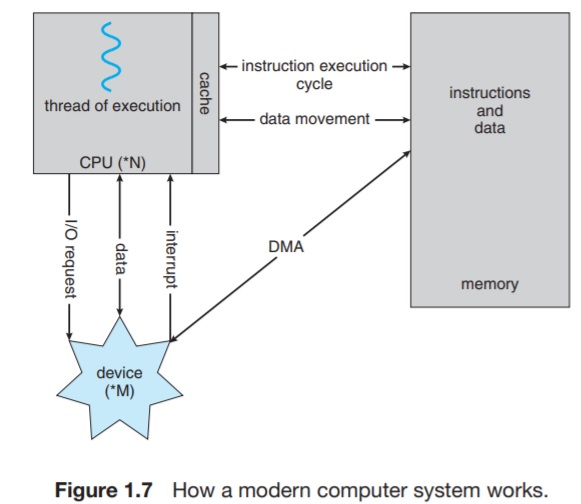 thread of execution
cache
CPU (*N)
instruction execution
cycle
data movement
instructions
and
data
memory
I/O request
data
interrupt
DMA
device
(*M)
Figure 1.7 How a modern computer system works.